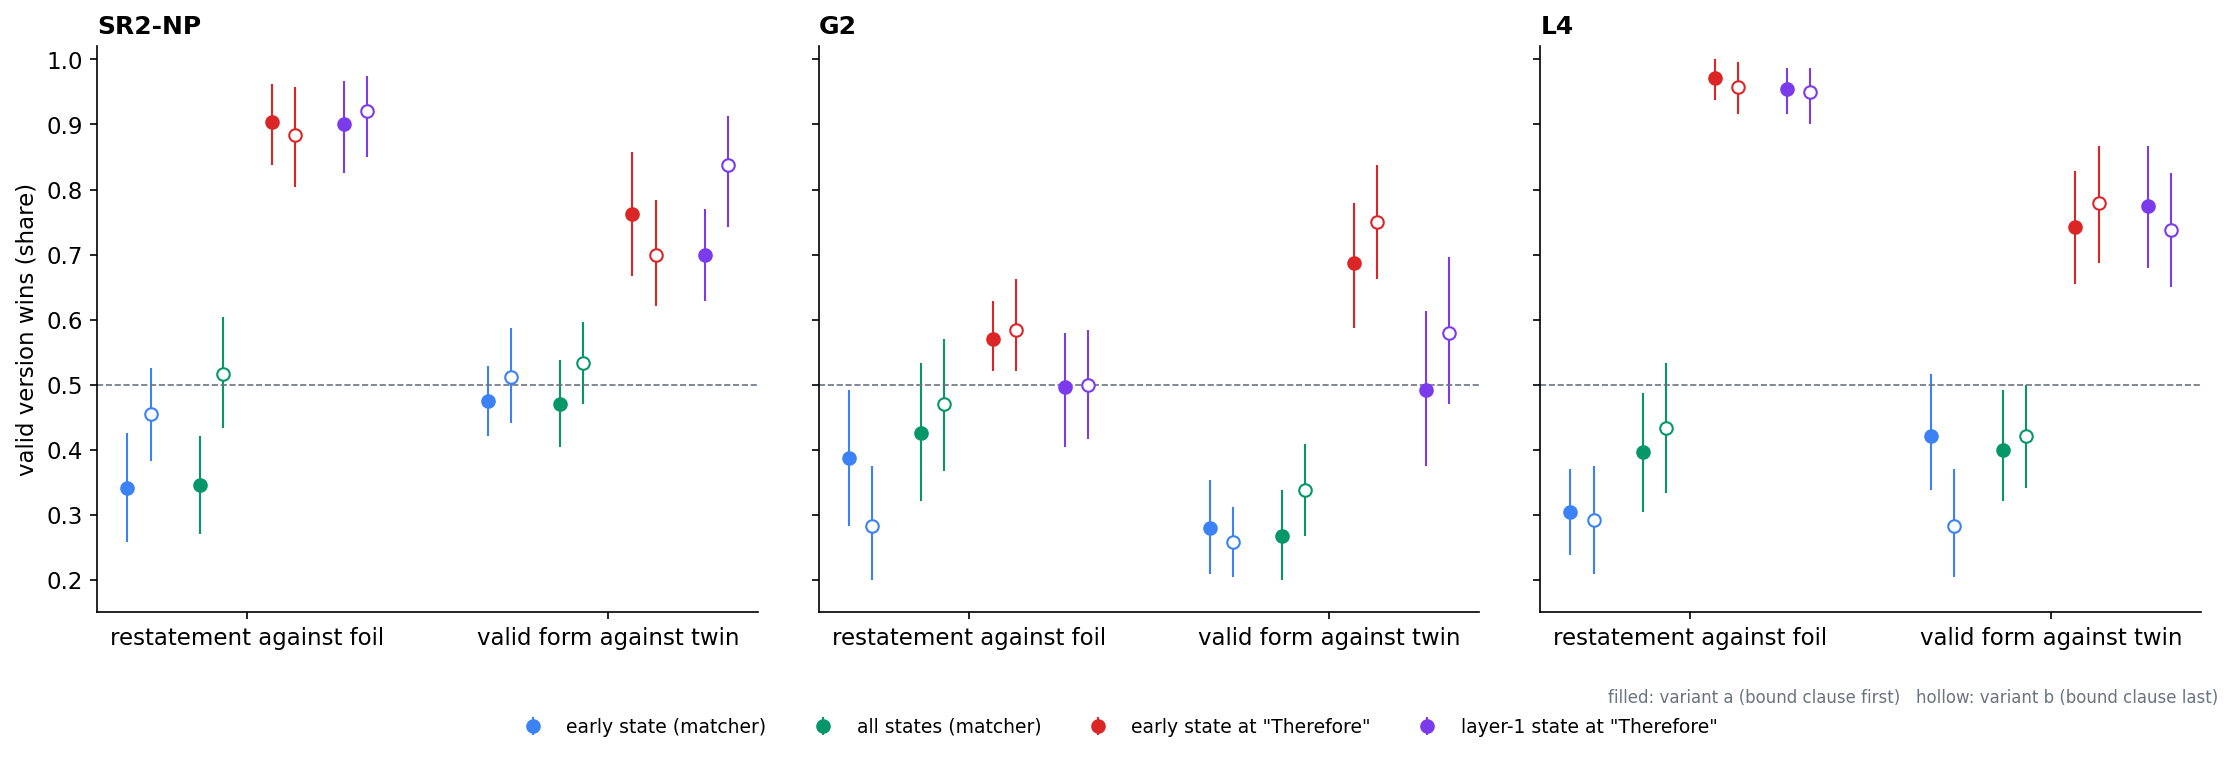 SR2-NP
G2
L4
valid version wins (share)
1.0
0.9
0.8
0.7
0.6
0.5
0.4
0.3
0.2
restatement against foil
valid form against twin
restatement against foil
valid form against twin
restatement against foil
valid form against twin
filled: variant a (bound clause first) hollow: variant b (bound clause last)
early state (matcher)
all states (matcher)
early state at "Therefore"
layer-1 state at "Therefore"